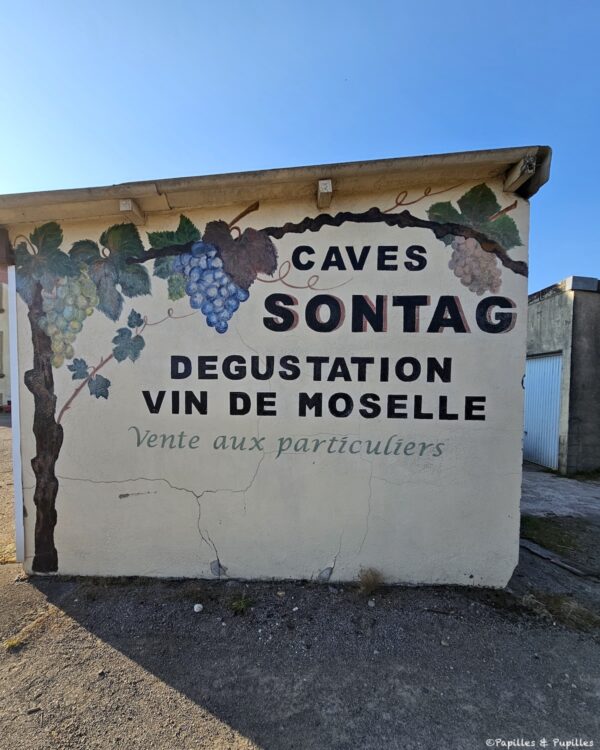 CAVES
SONTAG
DEGUSTATION
VIN DE MOSELLE
Vente aux particuliers
©Papilles & Pupilles